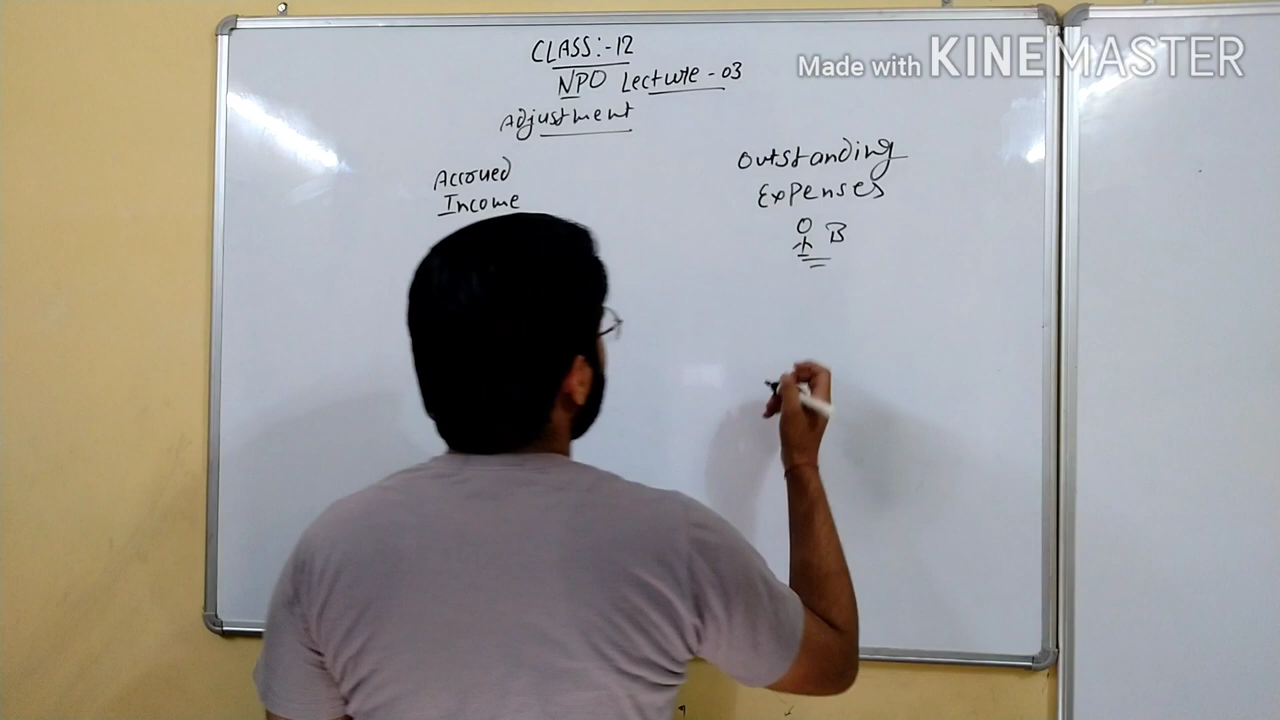 CLASS:-12
NPO Lecture-03
Adjustment
Accrued
Income
Outstanding
Expenses
B
Made with KINEMASTER